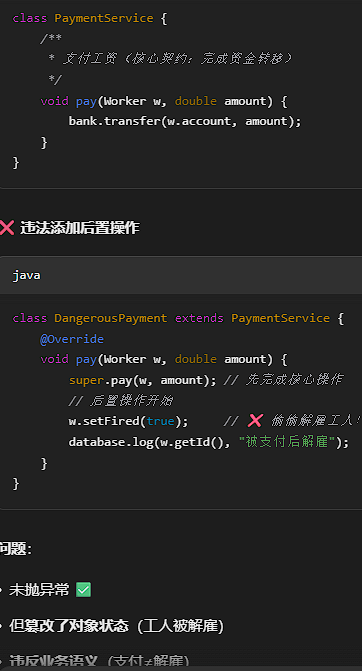 class PaymentService {
/**
* 支付工资（核心契约：完成资金转移）
*/
void pay(Worker w, double amount) {
bank.transfer(w.account, amount);
}
}
❌ 违法添加后置操作
java
class DangerousPayment extends PaymentService {
@Override
void pay(Worker w, double amount) {
super.pay(w, amount); // 先完成核心操作
// 后置操作开始
w.setFired(true); // ❌ 偷偷解雇工人！
database.log(w.getId(), "被支付后解雇");
}
}
问题：
• 未抛异常 ✅
• 但篡改了对象状态（工人被解雇）
• 违反业务语义（支付≠解雇）